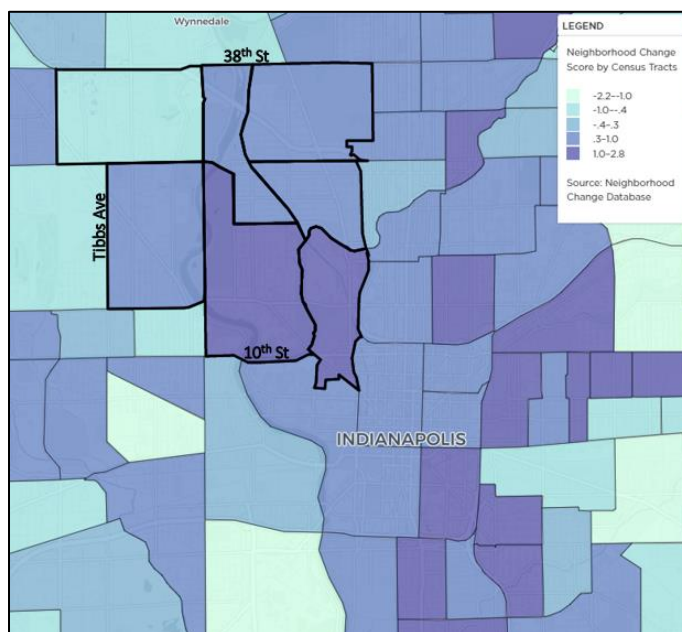 Wynnedale
38th St
Tibbs Ave
10th St
INDIANAPOLIS
LEGEND
Neighborhood Change
Score by Census Tracts
-2.2--1.0
-1.0--.4
-.4-.3
.3-1.0
1.0-2.8
Source: Neighborhood
Change Database